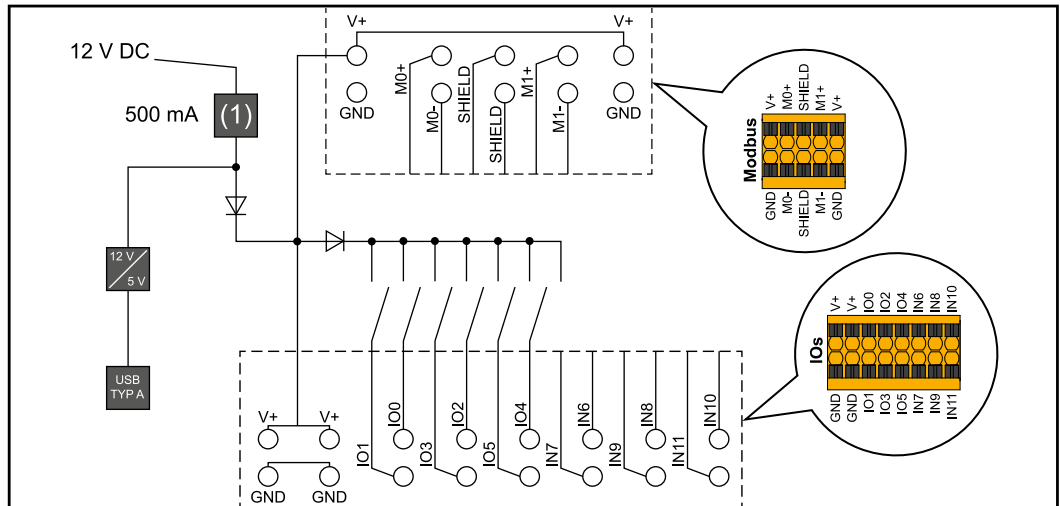 12 V DC
500 mA
(1)
12 V
5 V
USB
TYP A
V+
V+
GND
GND
M0+
M0-
SHIELD
SHIELD
M1+
M1-
Modbus
V+
M0+
SHIELD
M1+
V+
GND
M0-
SHIELD
M1-
GND
IOs
V+
V+
IO0
IO2
IO4
IN6
IN8
IN10
GND
GND
IO1
IO3
IO5
IN7
IN9
IN11
V+
V+
GND
GND
IO1
IO0
IO3
IO2
IO5
IO4
IN7
IN6
IN9
IN8
IN11
IN10